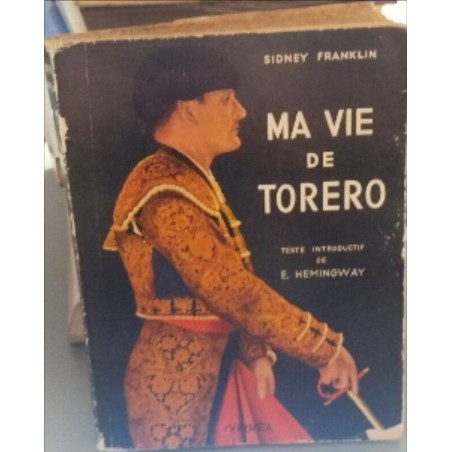 SIDNEY FRANKLIN
MA VIE
DE
TORERO
TEXTE INTRODUCTIF
DE
E. HEMINGWAY